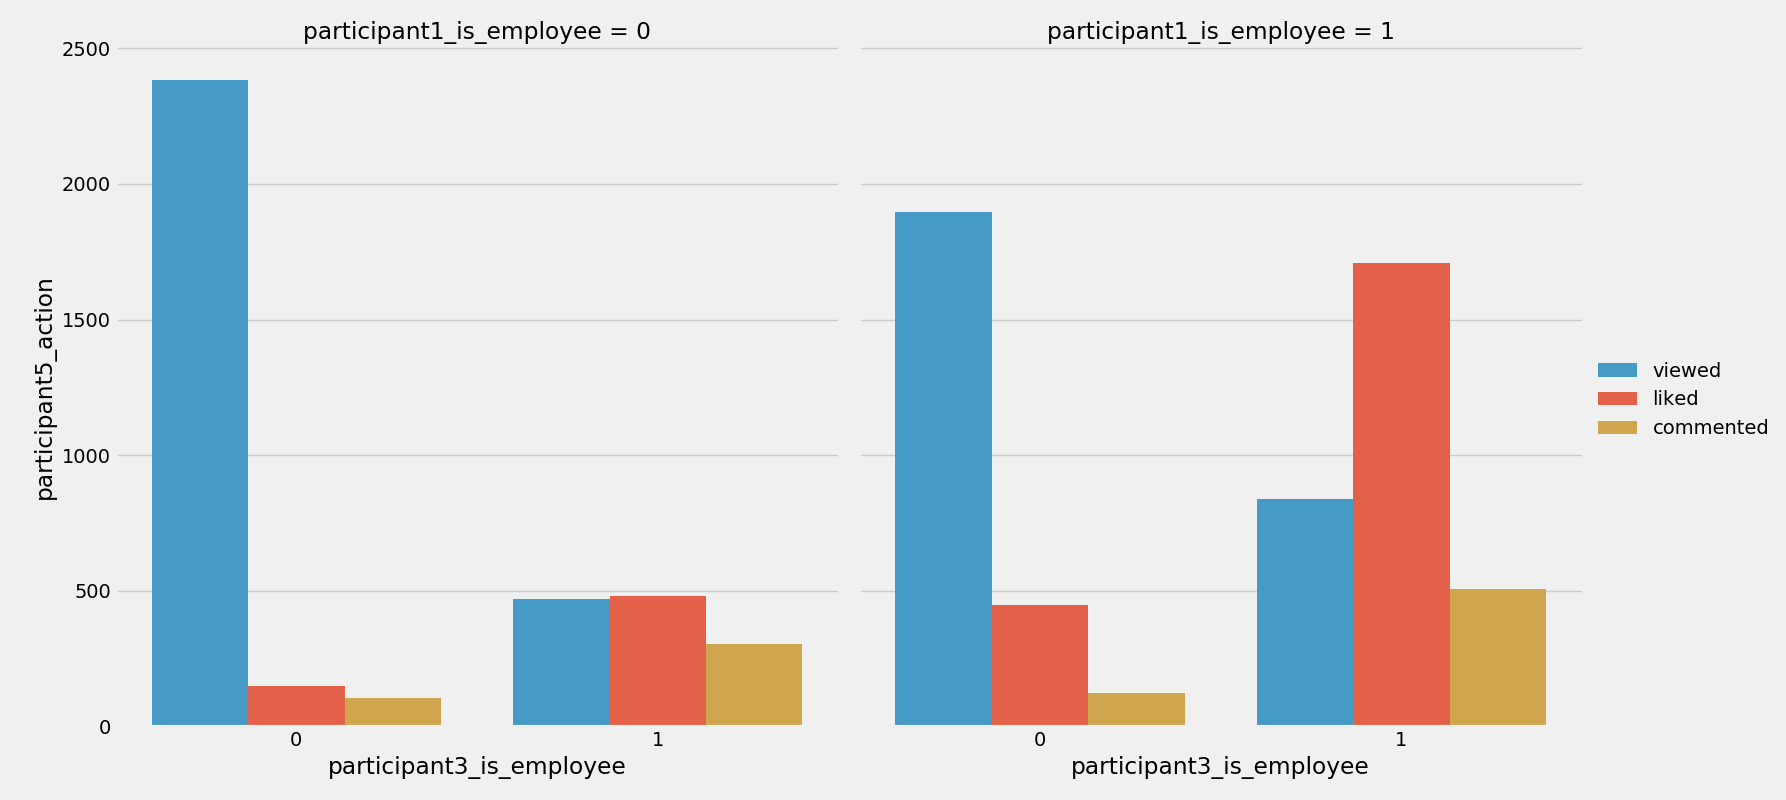 participant1_is_employee = 0
participant1_is_employee = 1
2500
2000
1500
1000
500
0
participant5_action
0
1
0
1
participant3_is_employee
participant3_is_employee
viewed
liked
commented